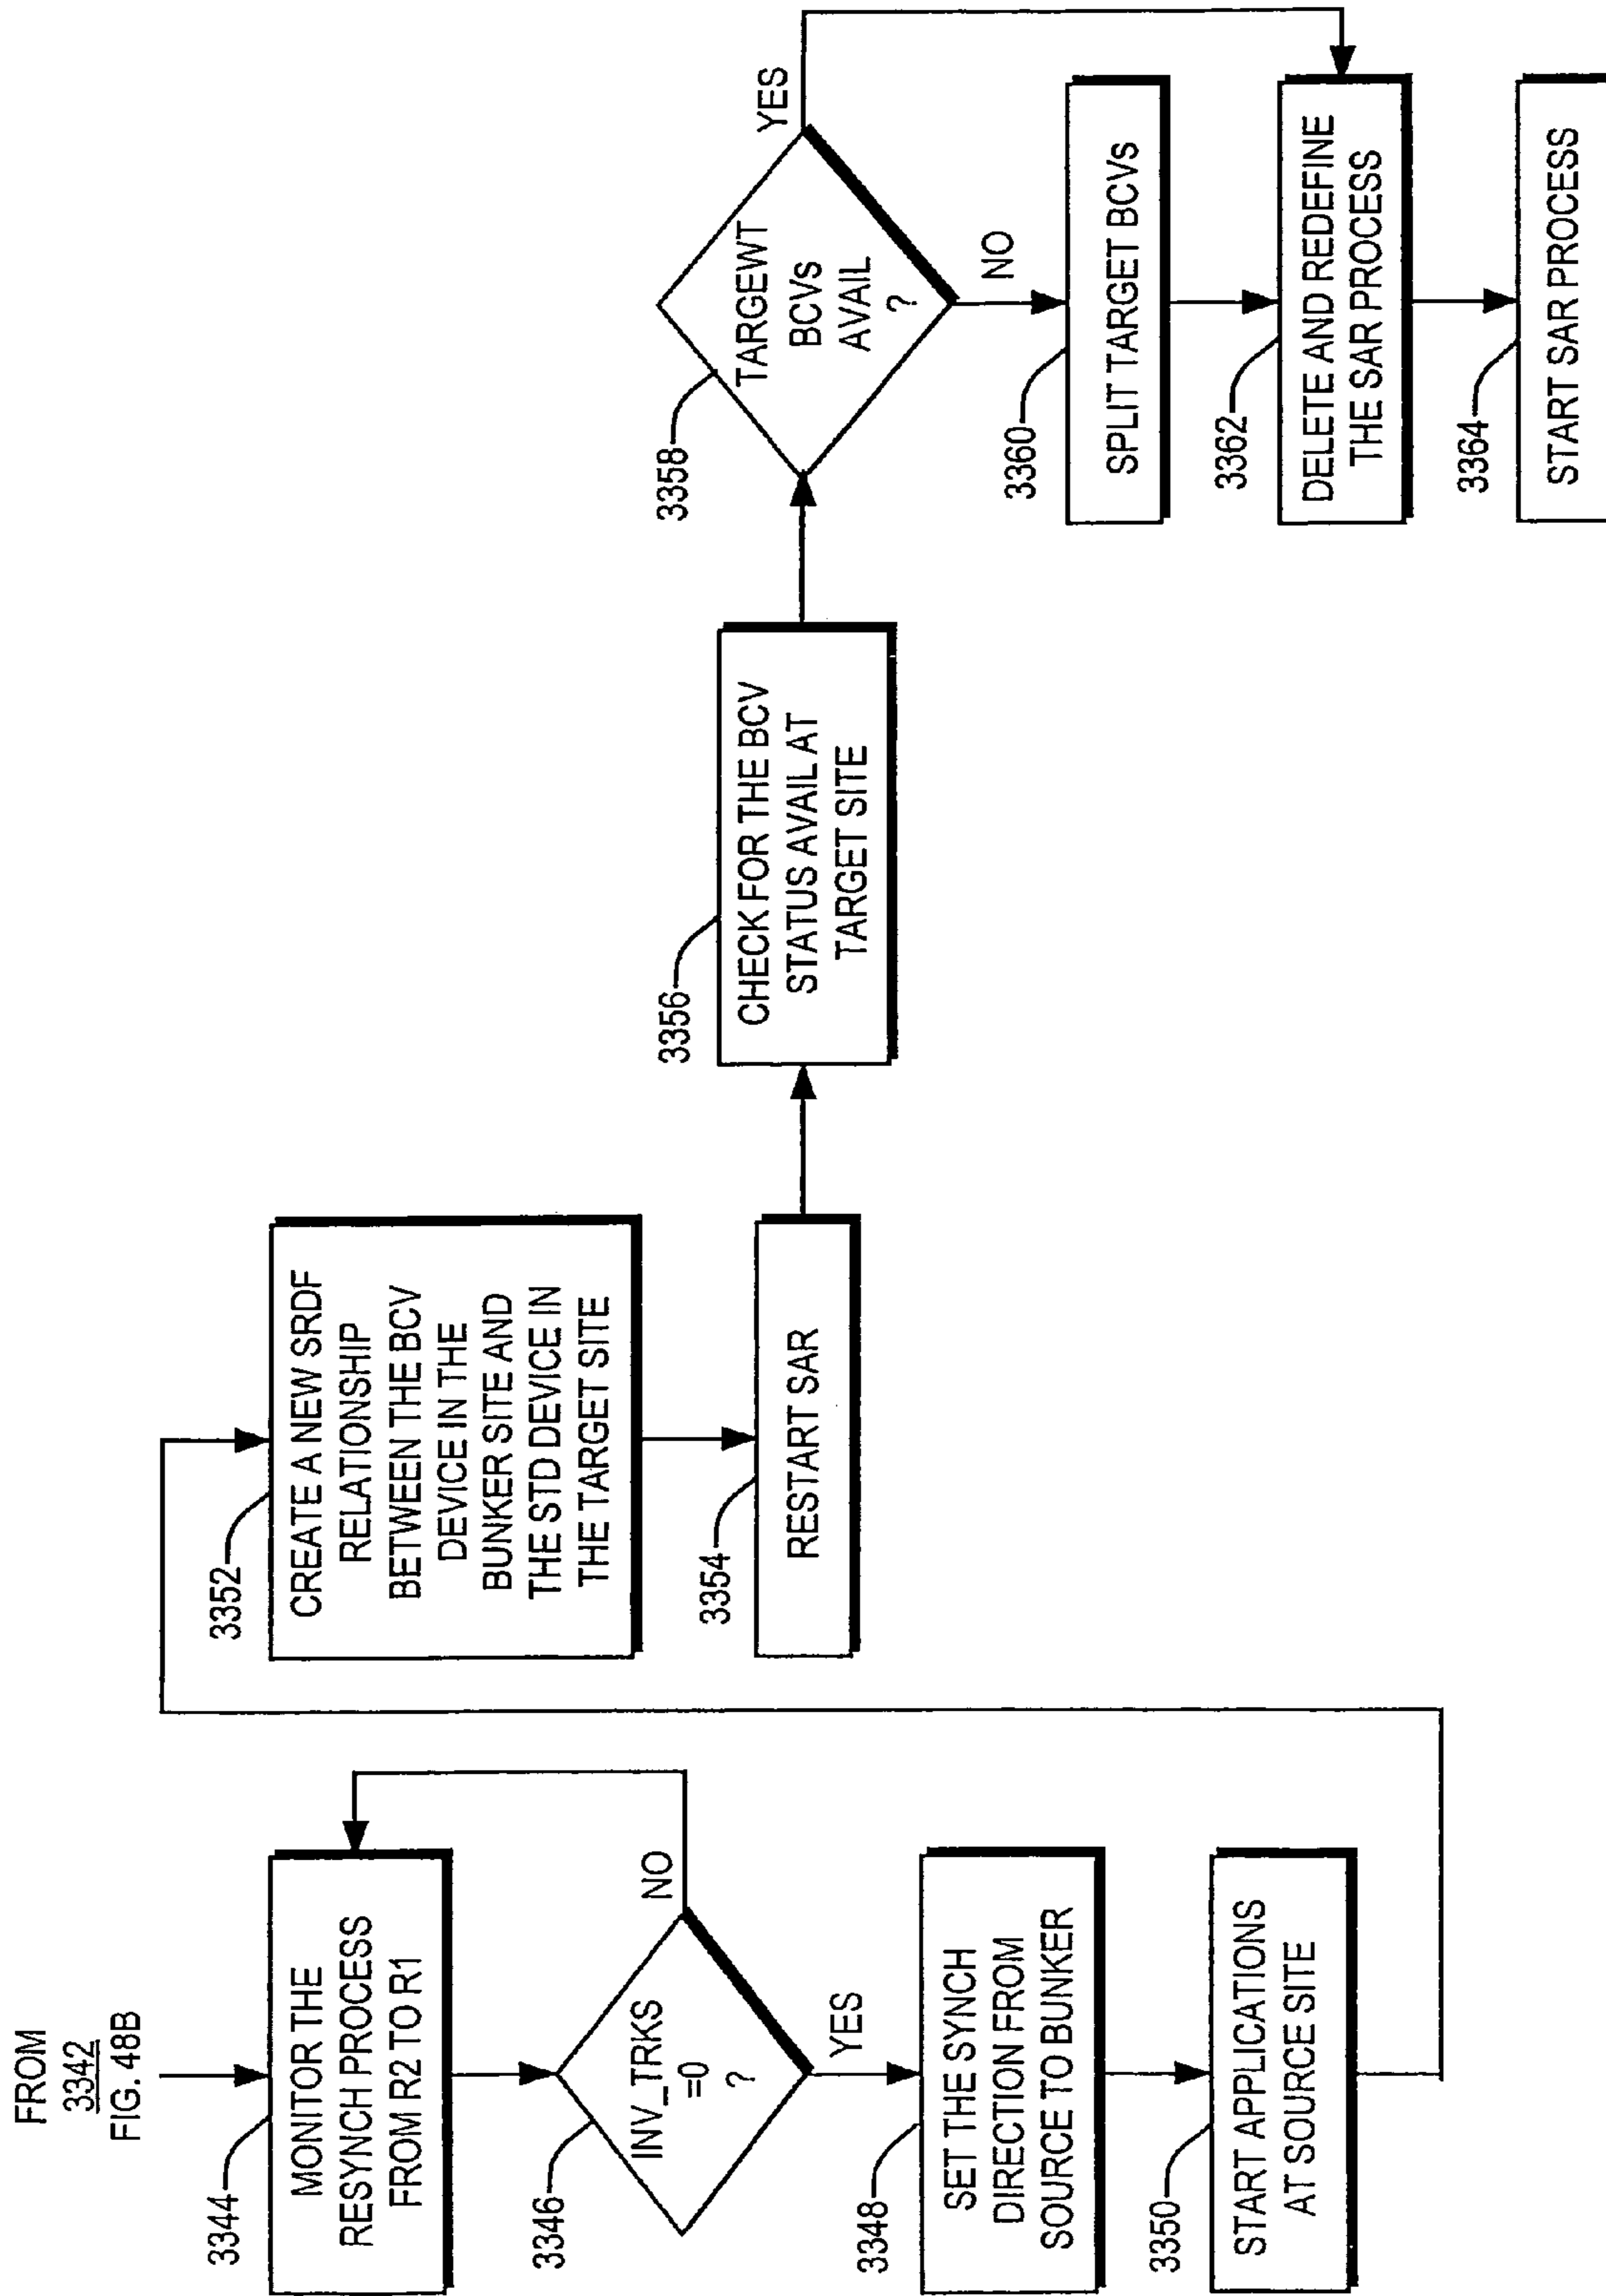 FROM
3342
FIG. 48B
3344
MONITOR THE
RESYNCH PROCESS
FROM R2 TO R1
3346
INV_TRKS
=0
?
NO
YES
3348
SET THE SYNCH
DIRECTION FROM
SOURCE TO BUNKER
3350
START APPLICATIONS
AT SOURCE SITE
3352
CREATE A NEW SRDF
RELATIONSHIP
BETWEEN THE BCV
DEVICE IN THE
BUNKER SITE AND
THE STD DEVICE IN
THE TARGET SITE
3354
RESTART SAR
3356
CHECK FOR THE BCV
STATUS AVAIL AT
TARGET SITE
3358
TARGEWT
BCVs
AVAIL
?
YES
NO
3360
SPLIT TARGET BCVs
3362
DELETE AND REDEFINE
THE SAR PROCESS
3364
START SAR PROCESS